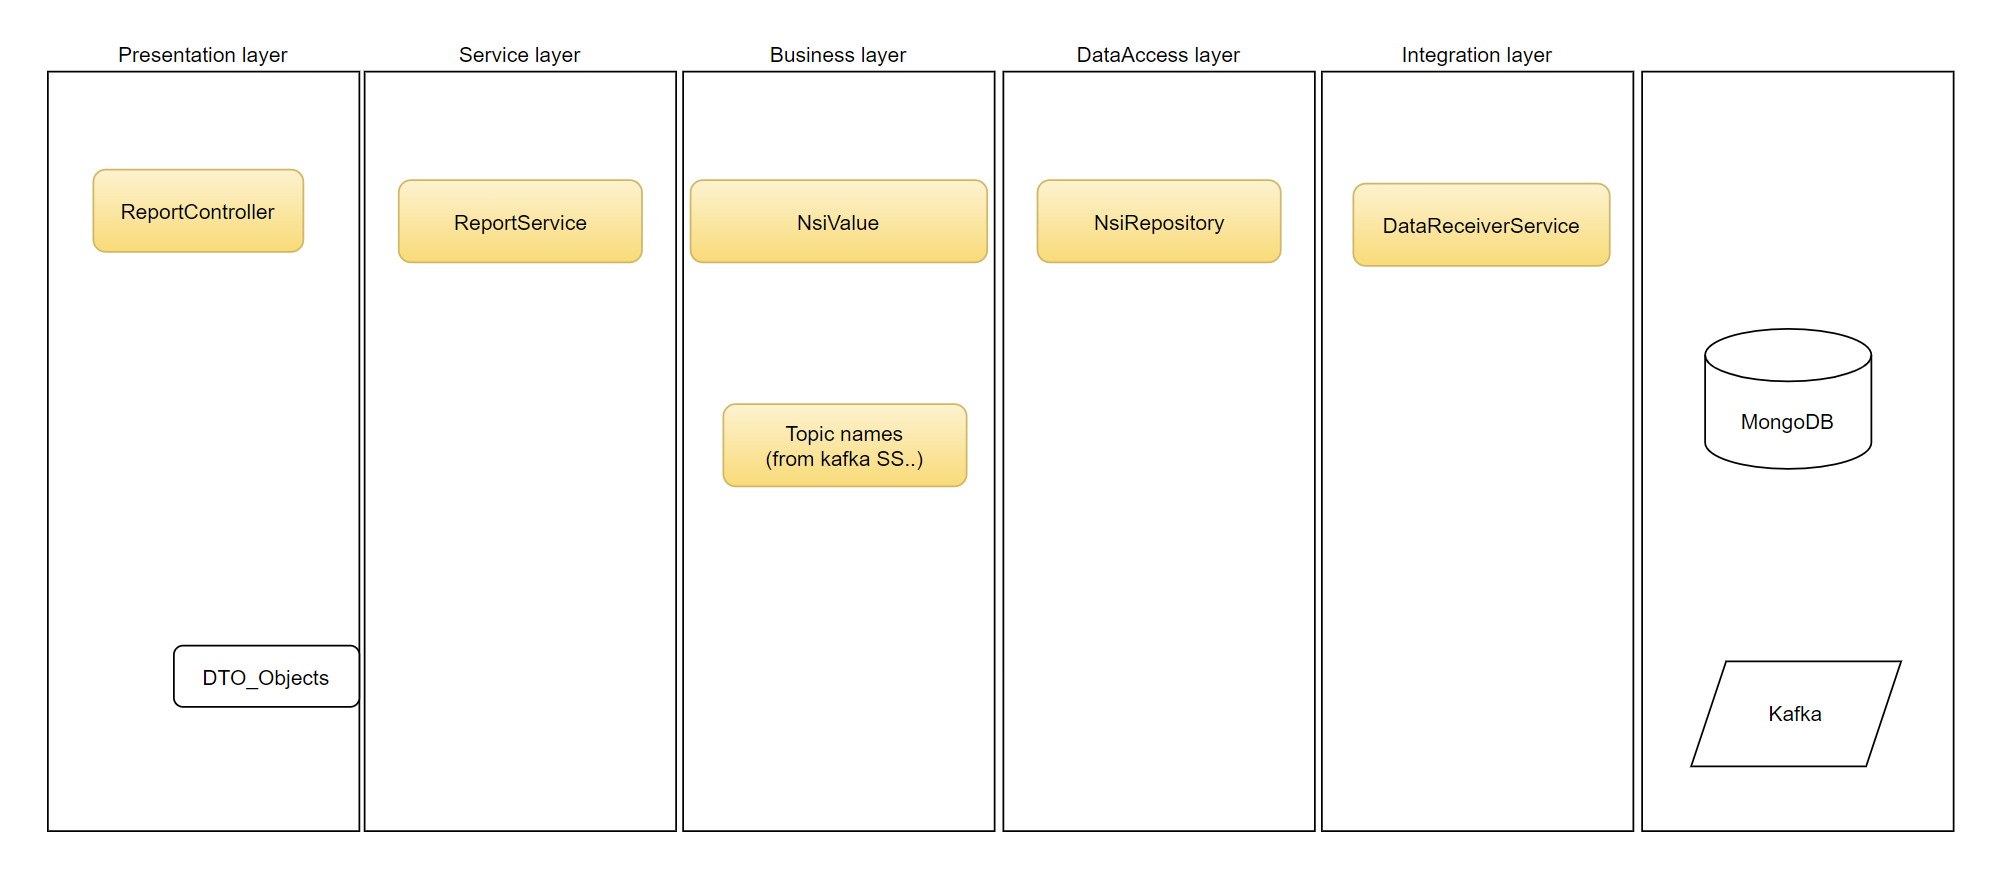 Presentation layer
Service layer
Business layer
DataAccess layer
Integration layer
ReportController
ReportService
NsiValue
NsiRepository
DataReceiverService
MongoDB
Topic names
(from kafka SS..)
DTO_Objects
Kafka